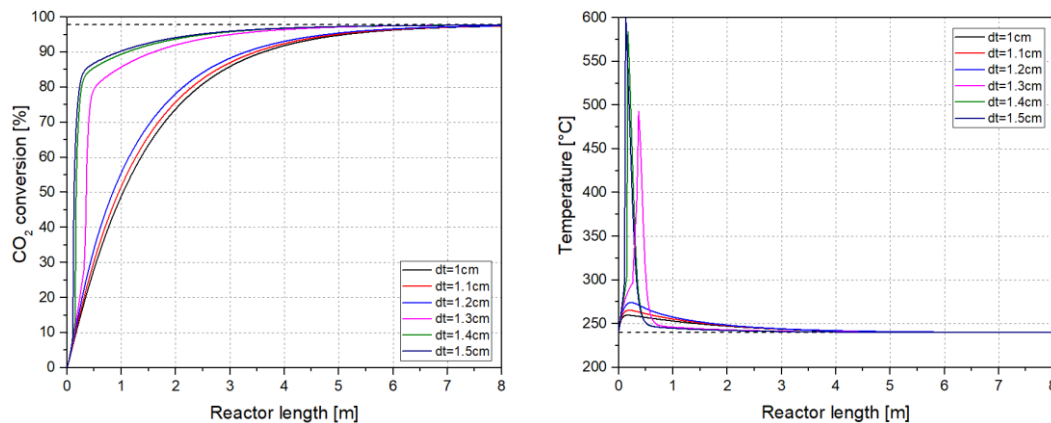 CO2 conversion [%]
100
90
80
70
60
50
40
30
20
10
0
dt=1cm
dt=1.1cm
dt=1.2cm
dt=1.3cm
dt=1.4cm
dt=1.5cm
0 1 2 3 4 5 6 7 8
Reactor length [m]
Temperature [°C]
600
550
500
450
400
350
300
250
200
dt=1cm
dt=1.1cm
dt=1.2cm
dt=1.3cm
dt=1.4cm
dt=1.5cm
0 1 2 3 4 5 6 7 8
Reactor length [m]